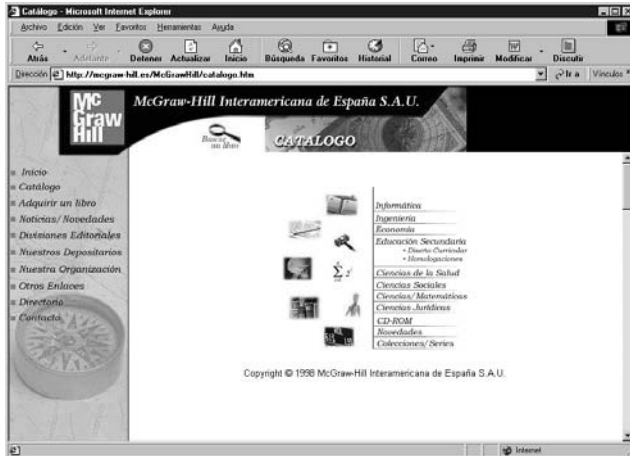 Catálogo - Microsoft Internet Explorer
Archivo Edición Ver Favoritos Herramientas Ayuda
Atrás Adelante Detener Actualizar Inicio Búsqueda Favoritos Historial Correo Imprimir Modificar Discutir
Dirección http://mcgraw-hill.es/McGrawHill/catalogo.htm Ir a Vínculos
Mc
Graw
Hill
McGraw-Hill Interamericana de España S.A.U.
Buscar
un libro
CATALOGO
Inicio
Catálogo
Adquirir un libro
Noticias/Novedades
Divisiones Editoriales
Nuestros Depositarios
Nuestra Organización
Otros Enlaces
Directorio
Contacto
Informática
Ingeniería
Economía
Educación Secundaria
• Diseño Curricular
• Homologaciones
Ciencias de la Salud
Ciencias Sociales
Ciencias/Matemáticas
Ciencias Jurídicas
CD-ROM
Novedades
Colecciones/Series
Copyright © 1998 McGraw-Hill Interamericana de España S.A.U.
Internet